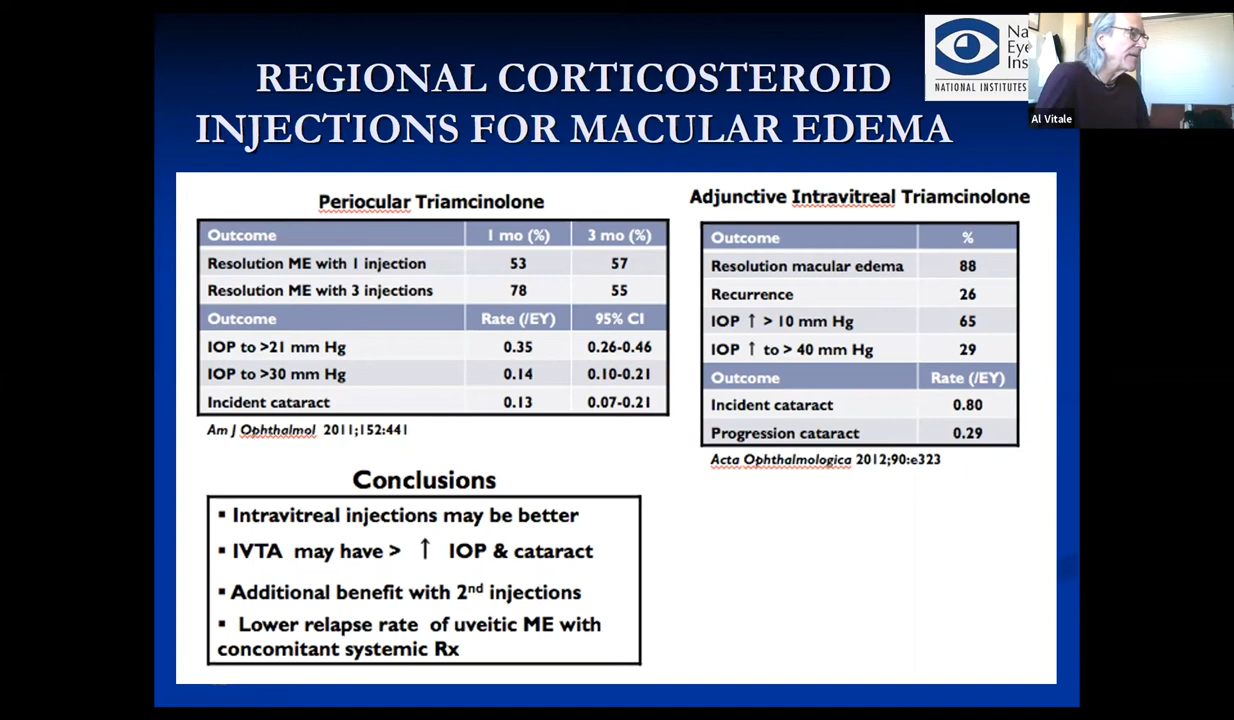 REGIONAL CORTICOSTEROID
INJECTIONS FOR MACULAR EDEMA
Na
Eye
Ins
NATIONAL INSTITUTES
Al Vitale
Periocular Triamcinolone
Outcome 1 mo (%) 3 mo (%)
Resolution ME with 1 injection 53 57
Resolution ME with 3 injections 78 55
Outcome Rate (/EY) 95% CI
IOP to >21 mm Hg 0.35 0.26-0.46
IOP to >30 mm Hg 0.14 0.10-0.21
Incident cataract 0.13 0.07-0.21
Am J Ophthalmol 2011;152:441
Adjunctive Intravitreal Triamcinolone
Outcome %
Resolution macular edema 88
Recurrence 26
IOP ↑ > 10 mm Hg 65
IOP ↑ to > 40 mm Hg 29
Outcome Rate (/EY)
Incident cataract 0.80
Progression cataract 0.29
Acta Ophthalmologica 2012;90:e323
Conclusions
▪ Intravitreal injections may be better
▪ IVTA may have > ↑ IOP & cataract
▪ Additional benefit with 2nd injections
▪ Lower relapse rate of uveitic ME with
concomitant systemic Rx